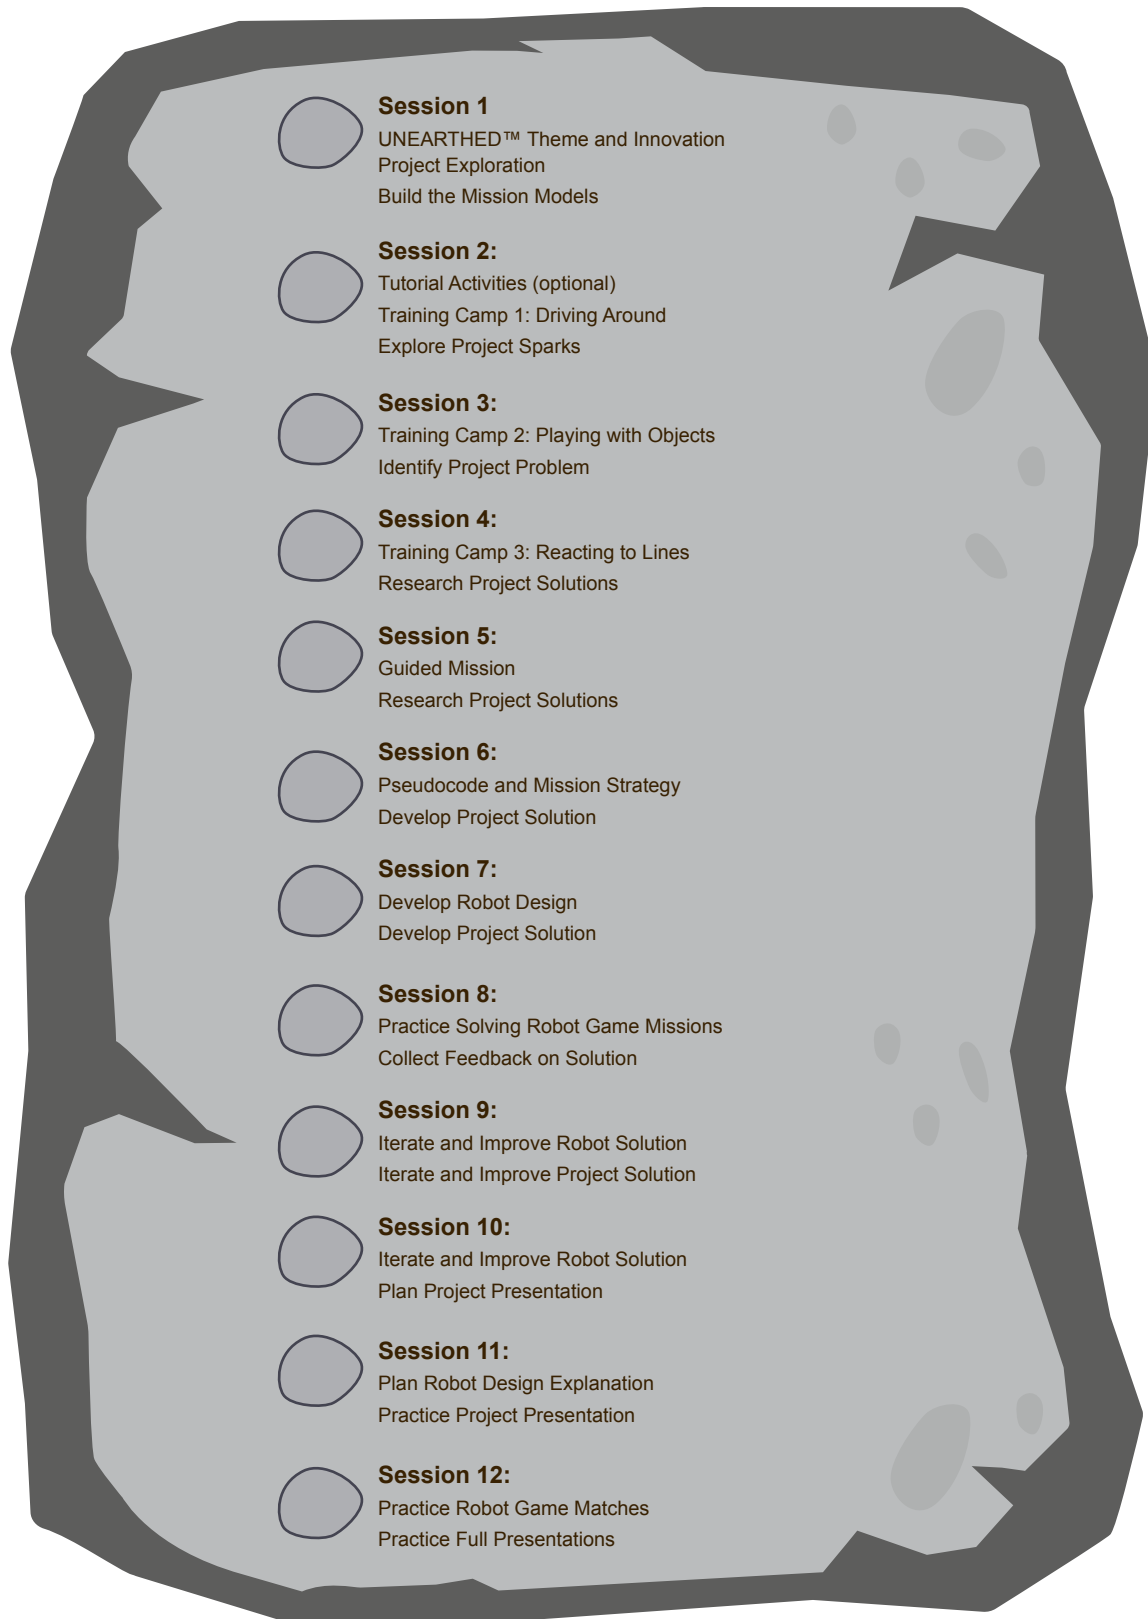 Session 1
UNEARTHED™ Theme and Innovation
Project Exploration
Build the Mission Models
Session 2:
Tutorial Activities (optional)
Training Camp 1: Driving Around
Explore Project Sparks
Session 3:
Training Camp 2: Playing with Objects
Identify Project Problem
Session 4:
Training Camp 3: Reacting to Lines
Research Project Solutions
Session 5:
Guided Mission
Research Project Solutions
Session 6:
Pseudocode and Mission Strategy
Develop Project Solution
Session 7:
Develop Robot Design
Develop Project Solution
Session 8:
Practice Solving Robot Game Missions
Collect Feedback on Solution
Session 9:
Iterate and Improve Robot Solution
Iterate and Improve Project Solution
Session 10:
Iterate and Improve Robot Solution
Plan Project Presentation
Session 11:
Plan Robot Design Explanation
Practice Project Presentation
Session 12:
Practice Robot Game Matches
Practice Full Presentations